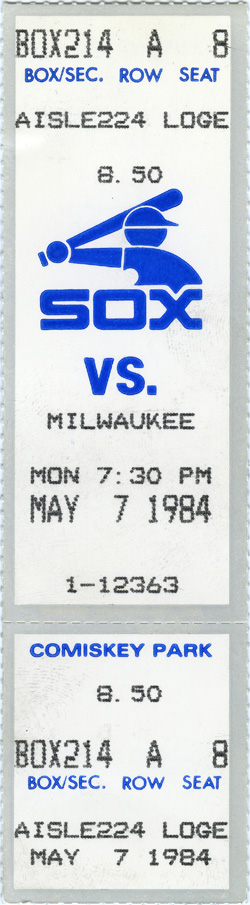 BOX214 A 8
BOX/SEC. ROW SEAT
AISLE224 LOGE
8.50
SOX
VS.
MILWAUKEE
MON 7:30 PM
MAY 7 1984
1-12363
COMISKEY PARK
8.50
BOX214 A 8
BOX/SEC. ROW SEAT
AISLE224 LOGE
MAY 7 1984